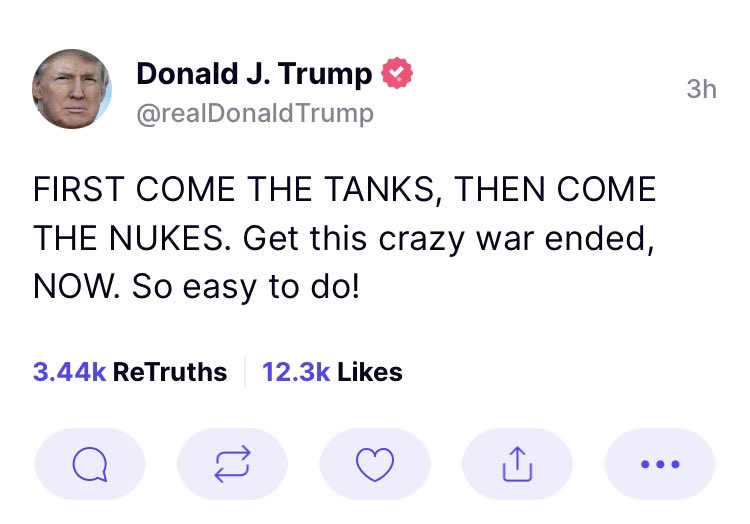 Donald J. Trump
@realDonaldTrump
3h
FIRST COME THE TANKS, THEN COME
THE NUKES. Get this crazy war ended,
NOW. So easy to do!
3.44k ReTruths 12.3k Likes